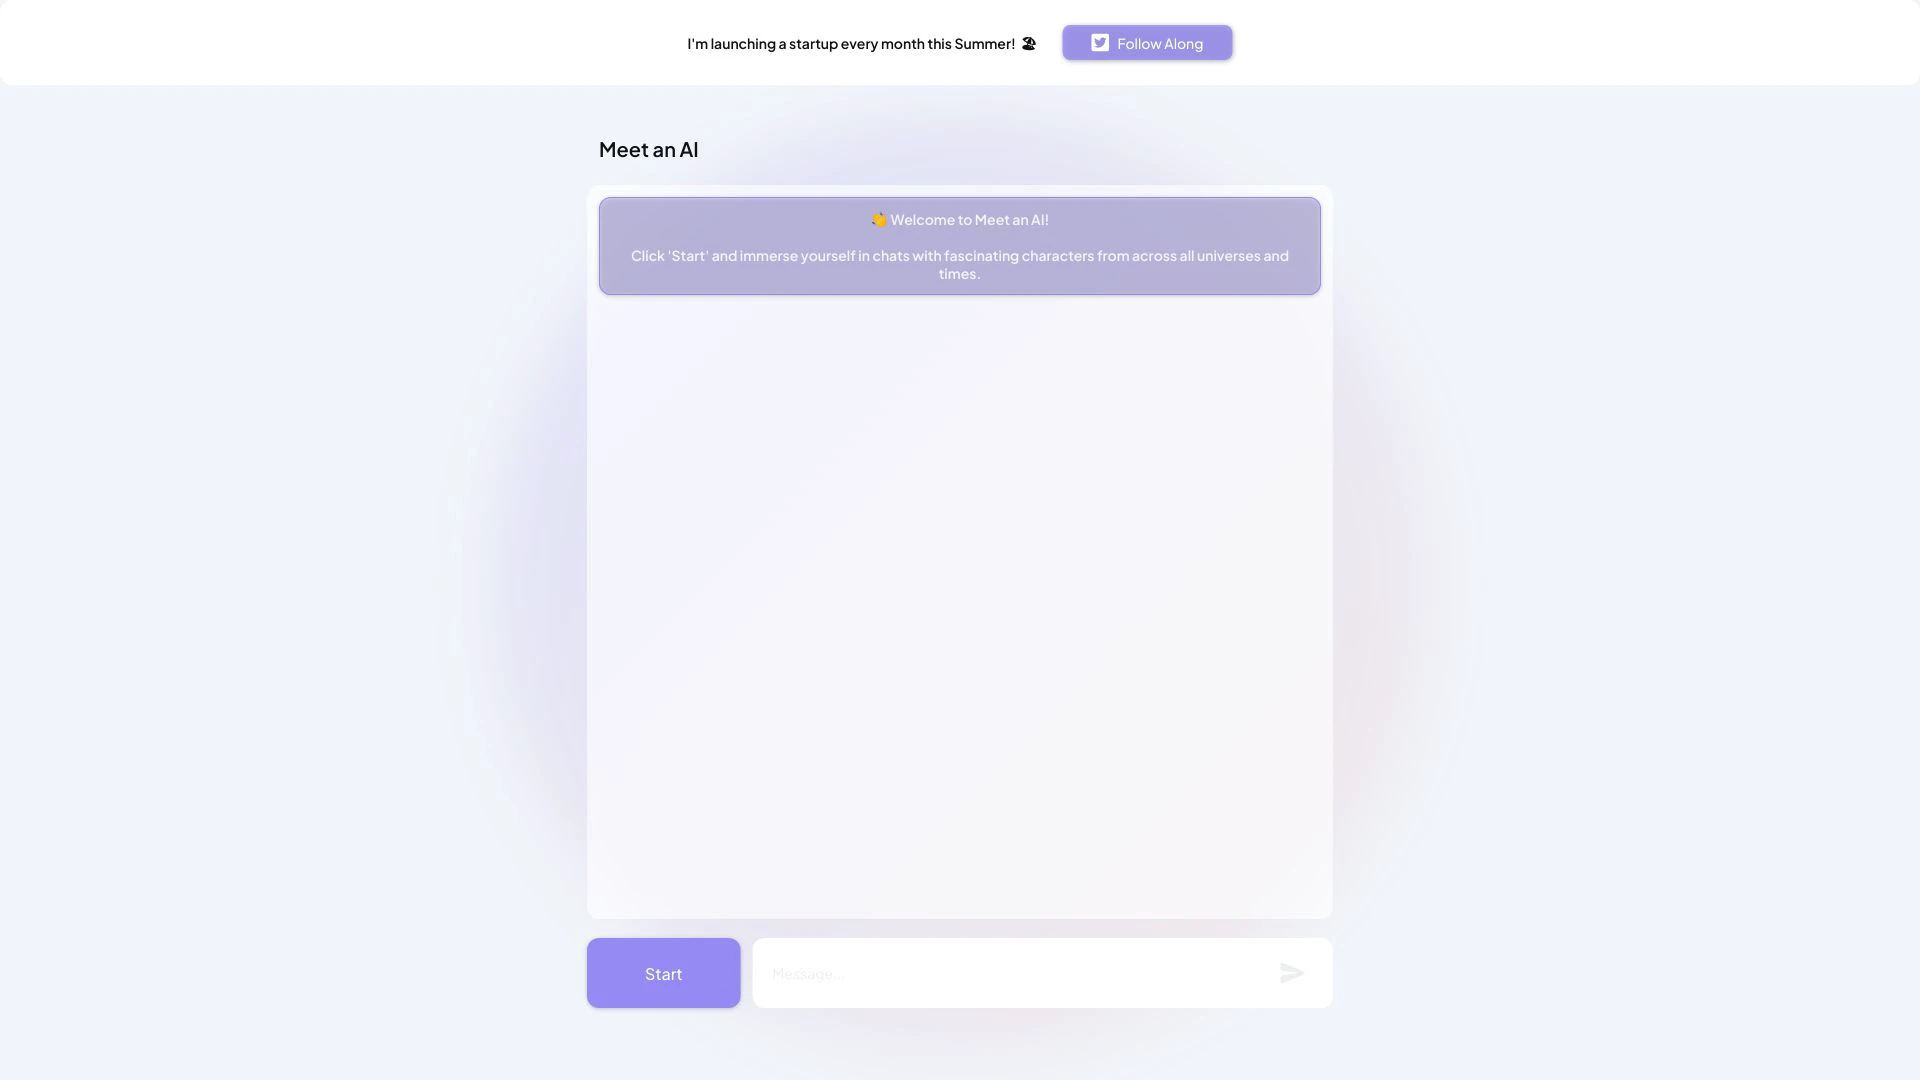 I'm launching a startup every month this Summer! 🏖
Follow Along
Meet an AI
👋 Welcome to Meet an AI!
Click 'Start' and immerse yourself in chats with fascinating characters from across all universes and
times.
Start
Message...